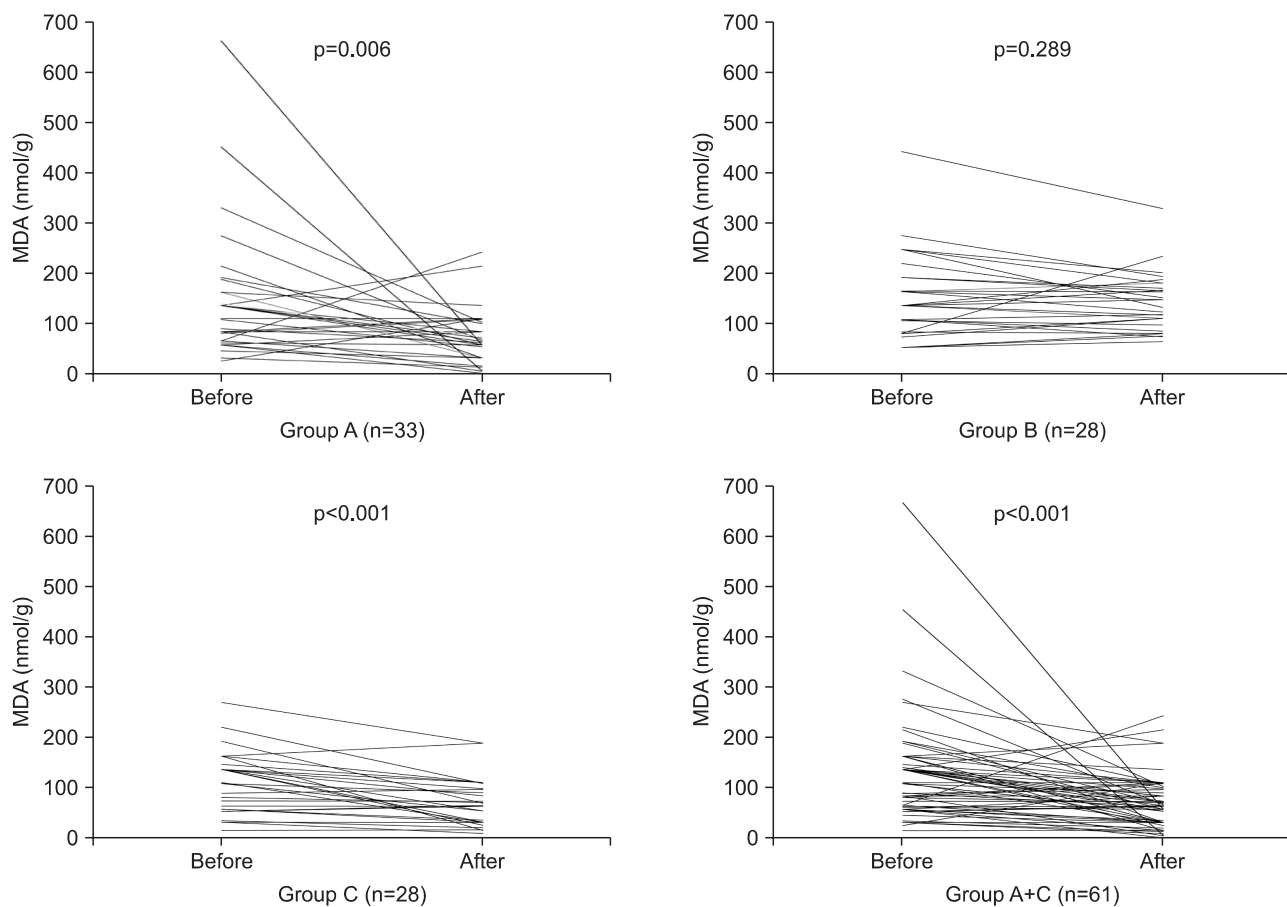 700
600
500
400
300
200
100
0
MDA (nmol/g)
p=0.006
Before
After
Group A (n=33)
700
600
500
400
300
200
100
0
MDA (nmol/g)
p=0.289
Before
After
Group B (n=28)
700
600
500
400
300
200
100
0
MDA (nmol/g)
p<0.001
Before
After
Group C (n=28)
700
600
500
400
300
200
100
0
MDA (nmol/g)
p<0.001
Before
After
Group A+C (n=61)